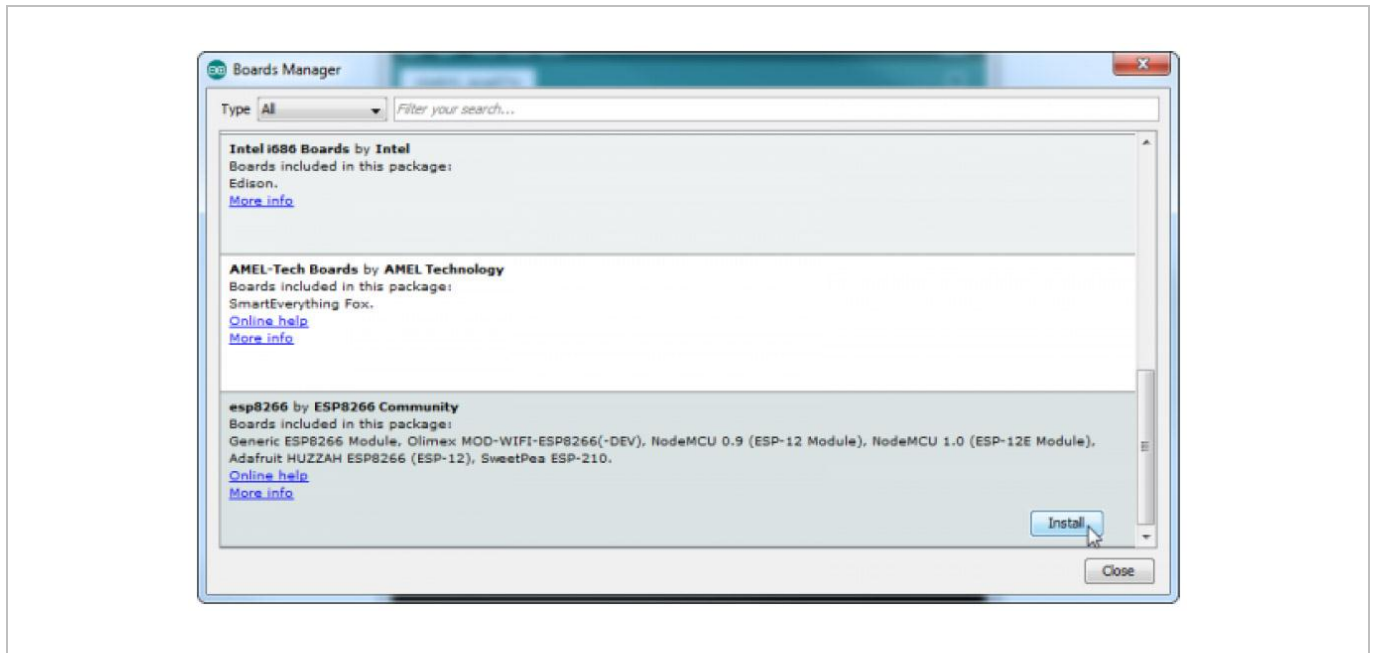 Boards Manager
Type All Filter your search...
Intel i686 Boards by Intel
Boards included in this package:
Edison.
More info
AMEL-Tech Boards by AMEL Technology
Boards included in this package:
SmartEverything Fox.
Online help
More info
esp8266 by ESP8266 Community
Boards included in this package:
Generic ESP8266 Module, Olimex MOD-WIFI-ESP8266(-DEV), NodeMCU 0.9 (ESP-12 Module), NodeMCU 1.0 (ESP-12E Module),
Adafruit HUZZAH ESP8266 (ESP-12), SweetPea ESP-210.
Online help
More info
Install
Close